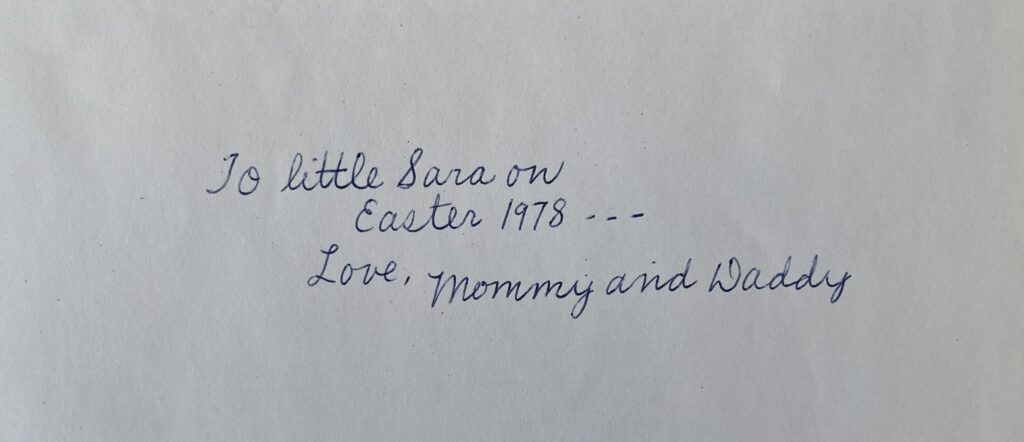 To little Sara on
Easter 1978 ---
Love, Mommy and Daddy